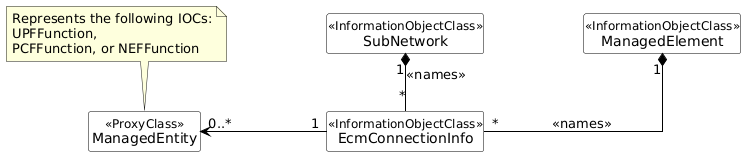 Represents the following IOCs:
UPFFunction,
PCFFunction, or NEFFunction
«InformationObjectClass»
SubNetwork
«InformationObjectClass»
ManagedElement
1
«names»
*
1
«ProxyClass»
ManagedEntity
0..*
1
«InformationObjectClass»
EcmConnectionInfo
*
«names»